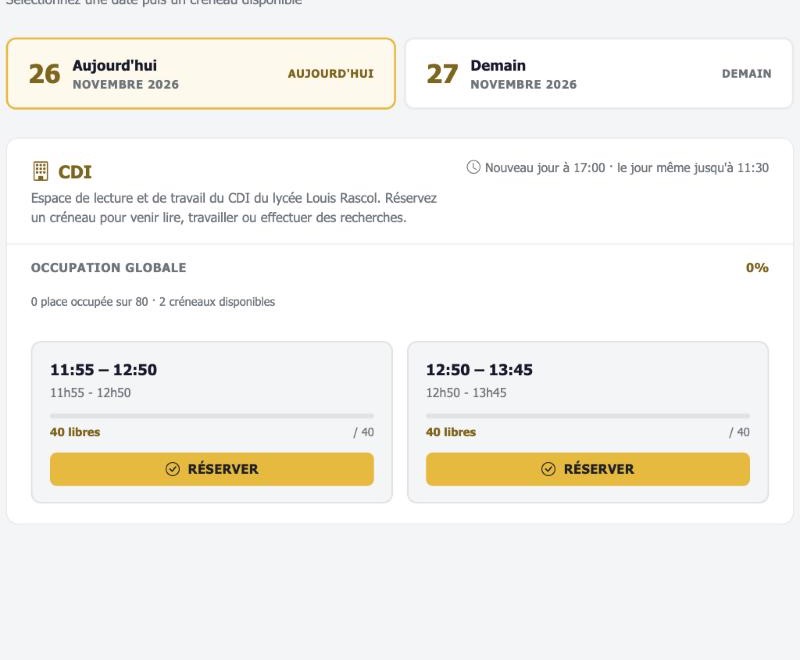 Sélectionnez une date puis un créneau disponible
26
Aujourd'hui
NOVEMBRE 2026
AUJOURD'HUI
27
Demain
NOVEMBRE 2026
DEMAIN
CDI
Nouveau jour à 17:00 · le jour même jusqu'à 11:30
Espace de lecture et de travail du CDI du lycée Louis Rascol. Réservez
un créneau pour venir lire, travailler ou effectuer des recherches.
OCCUPATION GLOBALE
0%
0 place occupée sur 80 · 2 créneaux disponibles
11:55 – 12:50
11h55 - 12h50
40 libres
/ 40
RÉSERVER
12:50 – 13:45
12h50 - 13h45
40 libres
/ 40
RÉSERVER